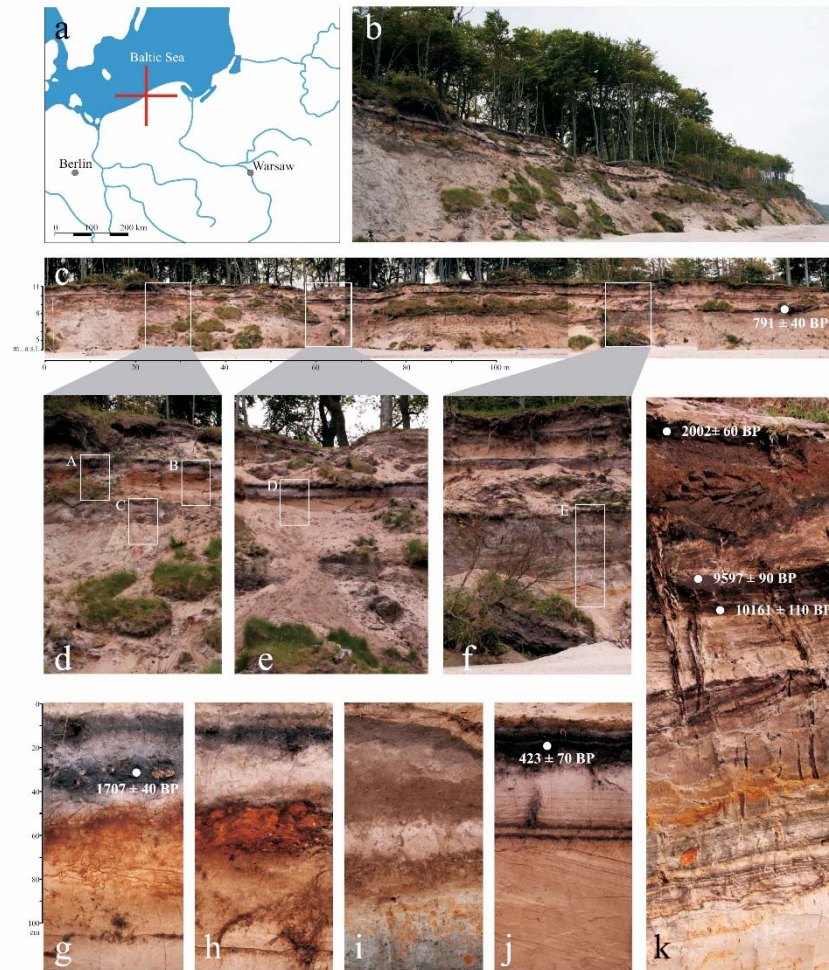 a
Baltic Sea
Berlin
Warsaw
0 100 200 km
b
c
11
9
5
m. a.s.l.
791 ± 40 BP
0 20 40 60 80 100 m
A
B
C
d
D
e
E
f
2002± 60 BP
9597 ± 90 BP
10161 ± 110 BP
k
0
20
40
60
80
100
cm
1707 ± 40 BP
g
h
i
423 ± 70 BP
j